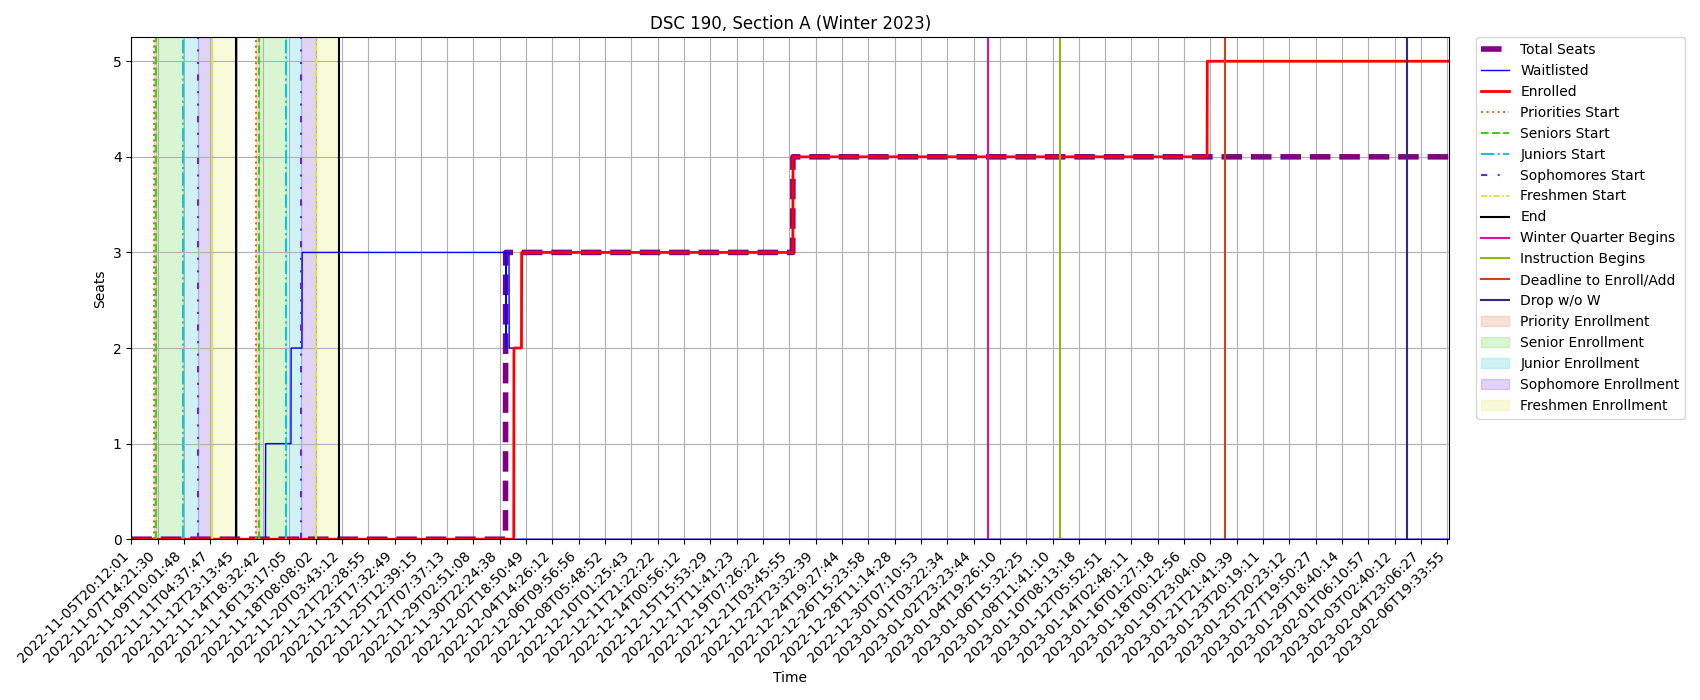 DSC 190, Section A (Winter 2023)
Seats
5
4
3
2
1
0
2022-11-05T20:12:01
2022-11-07T14:21:30
2022-11-09T10:01:48
2022-11-11T04:37:47
2022-11-12T23:13:45
2022-11-14T18:32:42
2022-11-16T13:17:05
2022-11-18T08:08:02
2022-11-20T03:43:12
2022-11-21T22:28:55
2022-11-23T17:32:49
2022-11-25T12:39:15
2022-11-27T07:37:13
2022-11-29T02:51:08
2022-11-30T22:24:38
2022-12-02T18:50:49
2022-12-04T14:26:12
2022-12-06T09:56:56
2022-12-08T05:48:52
2022-12-10T01:25:43
2022-12-11T21:22:22
2022-12-14T00:56:12
2022-12-15T15:53:29
2022-12-17T11:41:23
2022-12-19T07:26:22
2022-12-21T03:45:55
2022-12-22T23:32:39
2022-12-24T19:27:44
2022-12-26T15:23:58
2022-12-28T11:14:28
2022-12-30T07:10:53
2023-01-01T03:22:34
2023-01-02T23:23:44
2023-01-04T19:26:10
2023-01-06T15:32:25
2023-01-08T11:41:10
2023-01-10T08:13:18
2023-01-12T05:52:51
2023-01-14T02:48:11
2023-01-16T01:27:18
2023-01-18T00:12:56
2023-01-19T23:04:00
2023-01-21T21:41:39
2023-01-23T20:19:11
2023-01-25T20:23:12
2023-01-27T19:50:27
2023-01-29T18:40:14
2023-02-01T06:10:57
2023-02-03T02:40:12
2023-02-04T23:06:27
2023-02-06T19:33:55
Time
Total Seats
Waitlisted
Enrolled
Priorities Start
Seniors Start
Juniors Start
Sophomores Start
Freshmen Start
End
Winter Quarter Begins
Instruction Begins
Deadline to Enroll/Add
Drop w/o W
Priority Enrollment
Senior Enrollment
Junior Enrollment
Sophomore Enrollment
Freshmen Enrollment